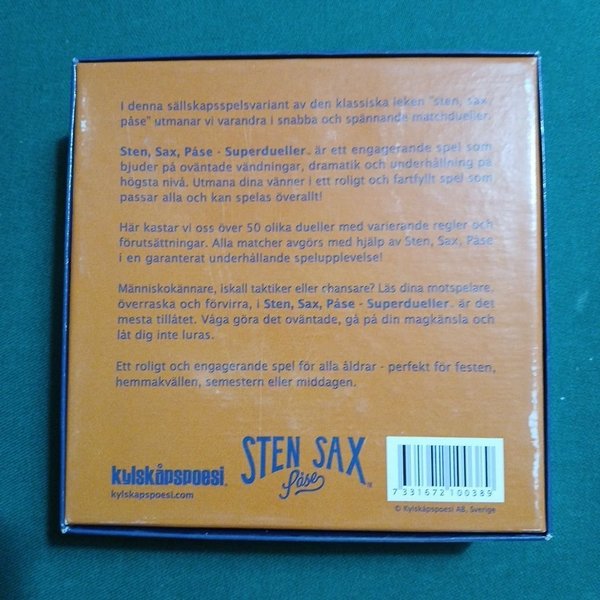 I denna sällskapsspelsvariant av den klassiska leken "sten, sax,
påse" utmanar vi varandra i snabba och spännande matchdueller.
Sten, Sax, Påse - Superdueller™ är ett engagerande spel som
bjuder på oväntade vändningar, dramatik och underhållning på
högsta nivå. Utmana dina vänner i ett roligt och fartfyllt spel som
passar alla och kan spelas överallt!
Här kastar vi oss över 50 olika dueller med varierande regler och
förutsättningar. Alla matcher avgörs med hjälp av Sten, Sax, Påse
i en garanterat underhållande spelupplevelse!
Människokännare, iskall taktiker eller chansare? Läs dina motspelare,
överraska och förvirra, i Sten, Sax, Påse - Superdueller™ är det
mesta tillåtet. Våga göra det oväntade, gå på din magkänsla och
låt dig inte luras.
Ett roligt och engagerande spel för alla åldrar - perfekt för festen,
hemmakvällen, semestern eller middagen.
kylskåpspoesi®
kylskapspoesi.com
STEN SAX
Påse™
7 331672 100389
© Kylskåpspoesi AB, Sverige